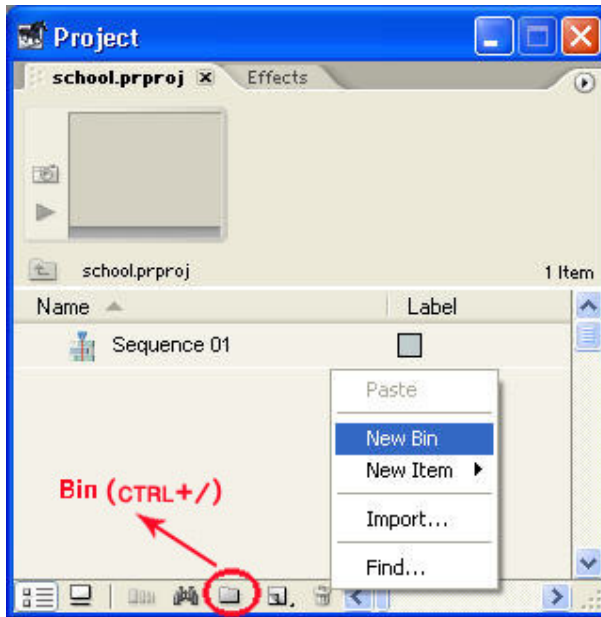 Project
school.prproj Effects
school.prproj 1 Item
Name Label
Sequence 01
Paste
New Bin
New Item
Import...
Find...
Bin (CTRL+/)